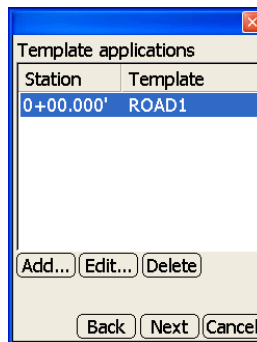 Template applications
Station Template
0+00.000' ROAD1
Add... Edit... Delete
Back Next Cancel